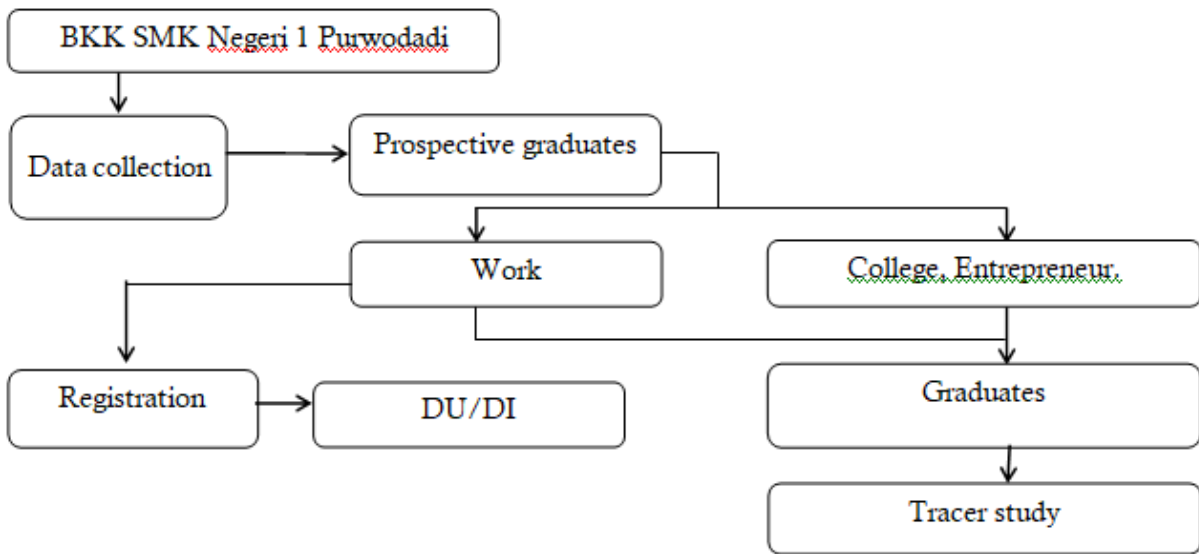 BKK SMK Negeri 1 Purwodadi
Data collection
Prospective graduates
Work
College, Entrepreneur.
Registration
DU/DI
Graduates
Tracer study